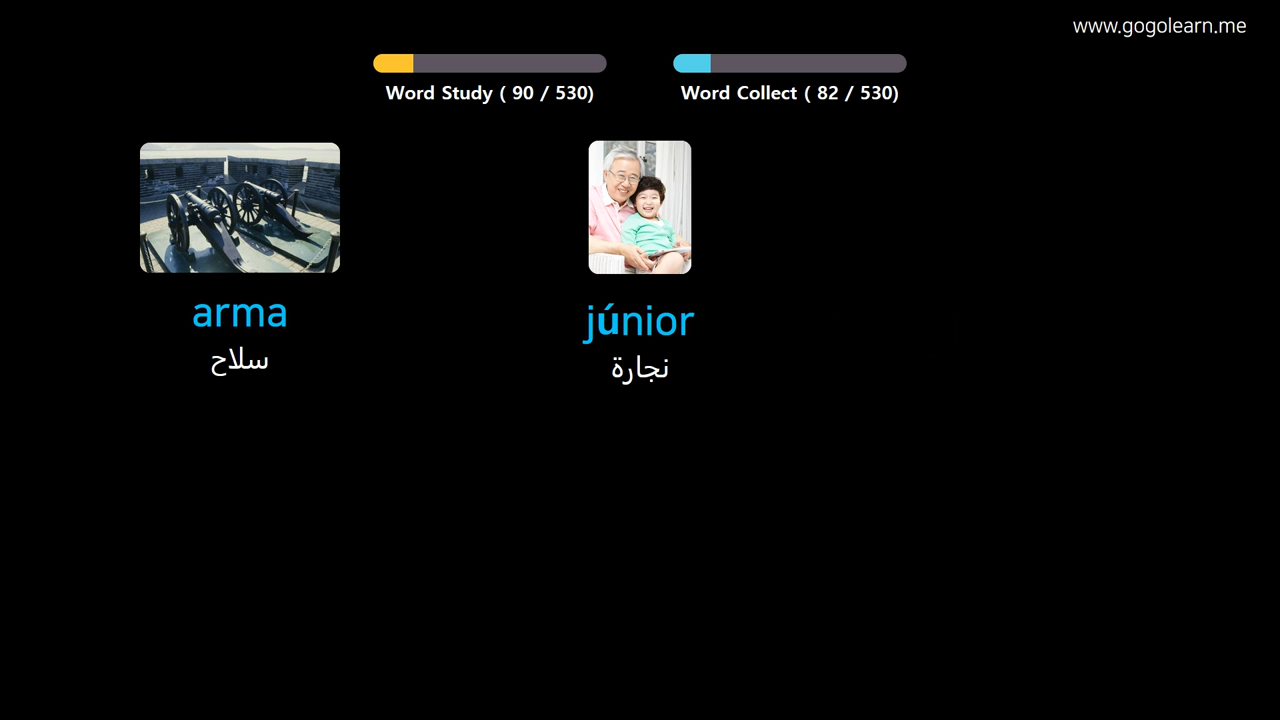 www.gogolearn.me
Word Study ( 90 / 530)
Word Collect ( 82 / 530)
arma
سلاح
júnior
نجارة